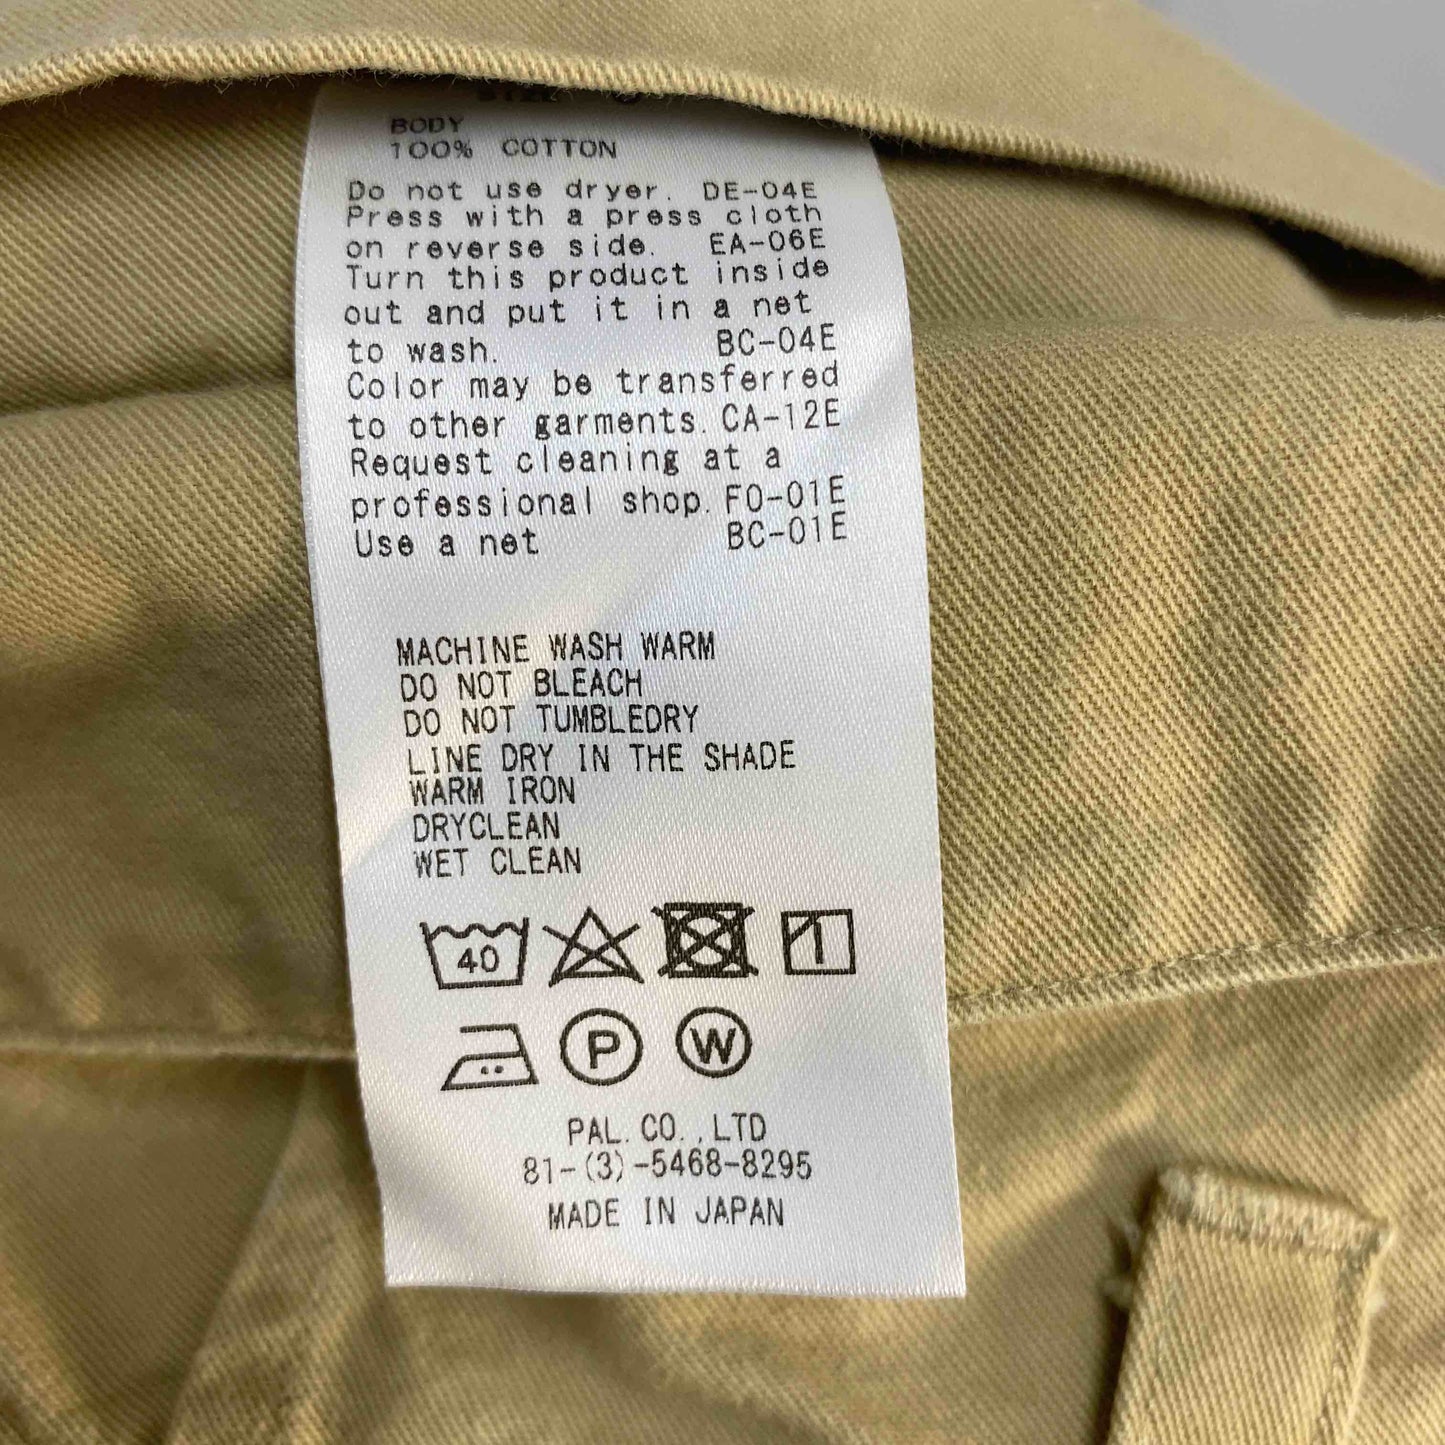 BODY
100% COTTON
Do not use dryer. DE-04E
Press with a press cloth
on reverse side. EA-06E
Turn this product inside
out and put it in a net
to wash. BC-04E
Color may be transferred
to other garments. CA-12E
Request cleaning at a
professional shop. FO-01E
Use a net BC-01E
MACHINE WASH WARM
DO NOT BLEACH
DO NOT TUMBLEDRY
LINE DRY IN THE SHADE
WARM IRON
DRYCLEAN
WET CLEAN
40
P W
PAL. CO., LTD
81-(3)-5468-8295
MADE IN JAPAN